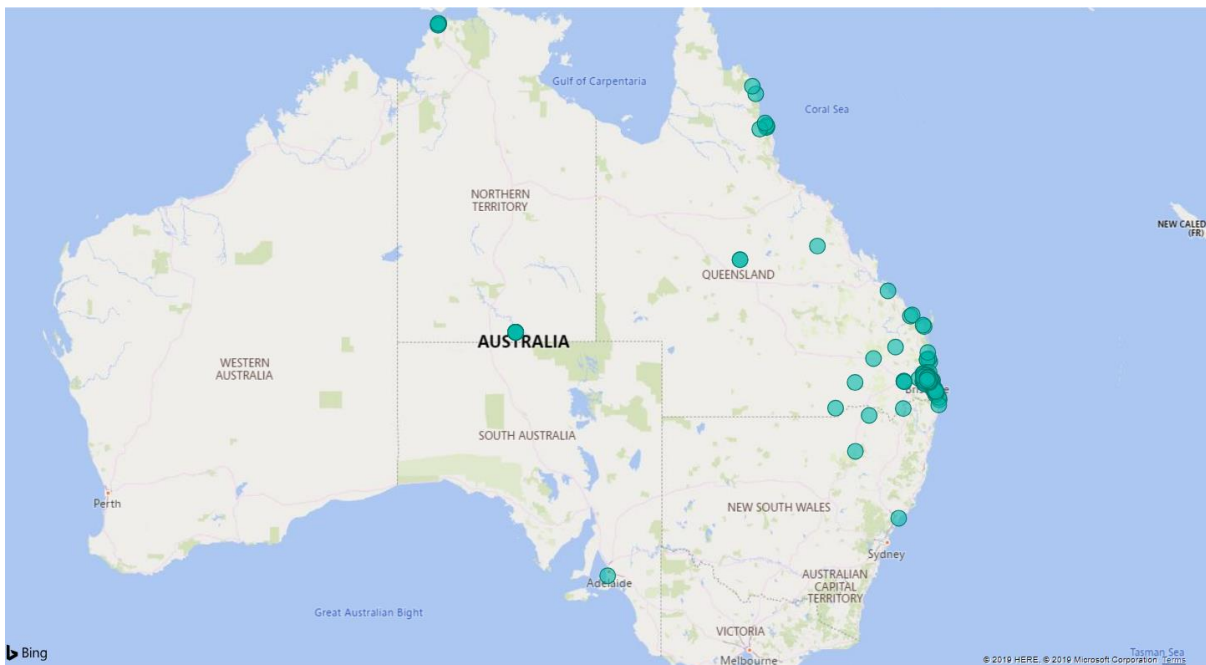 Gulf of Carpentaria
Coral Sea
NORTHERN
TERRITORY
NEW CALED
(FR)
QUEENSLAND
AUSTRALIA
WESTERN
AUSTRALIA
Brisbane
SOUTH AUSTRALIA
Perth
NEW SOUTH WALES
Sydney
Adelaide
AUSTRALIAN
CAPITAL
TERRITORY
Great Australian Bight
VICTORIA
Melbourne
Bing
Tasman Sea
© 2019 HERE, © 2019 Microsoft Corporation Terms